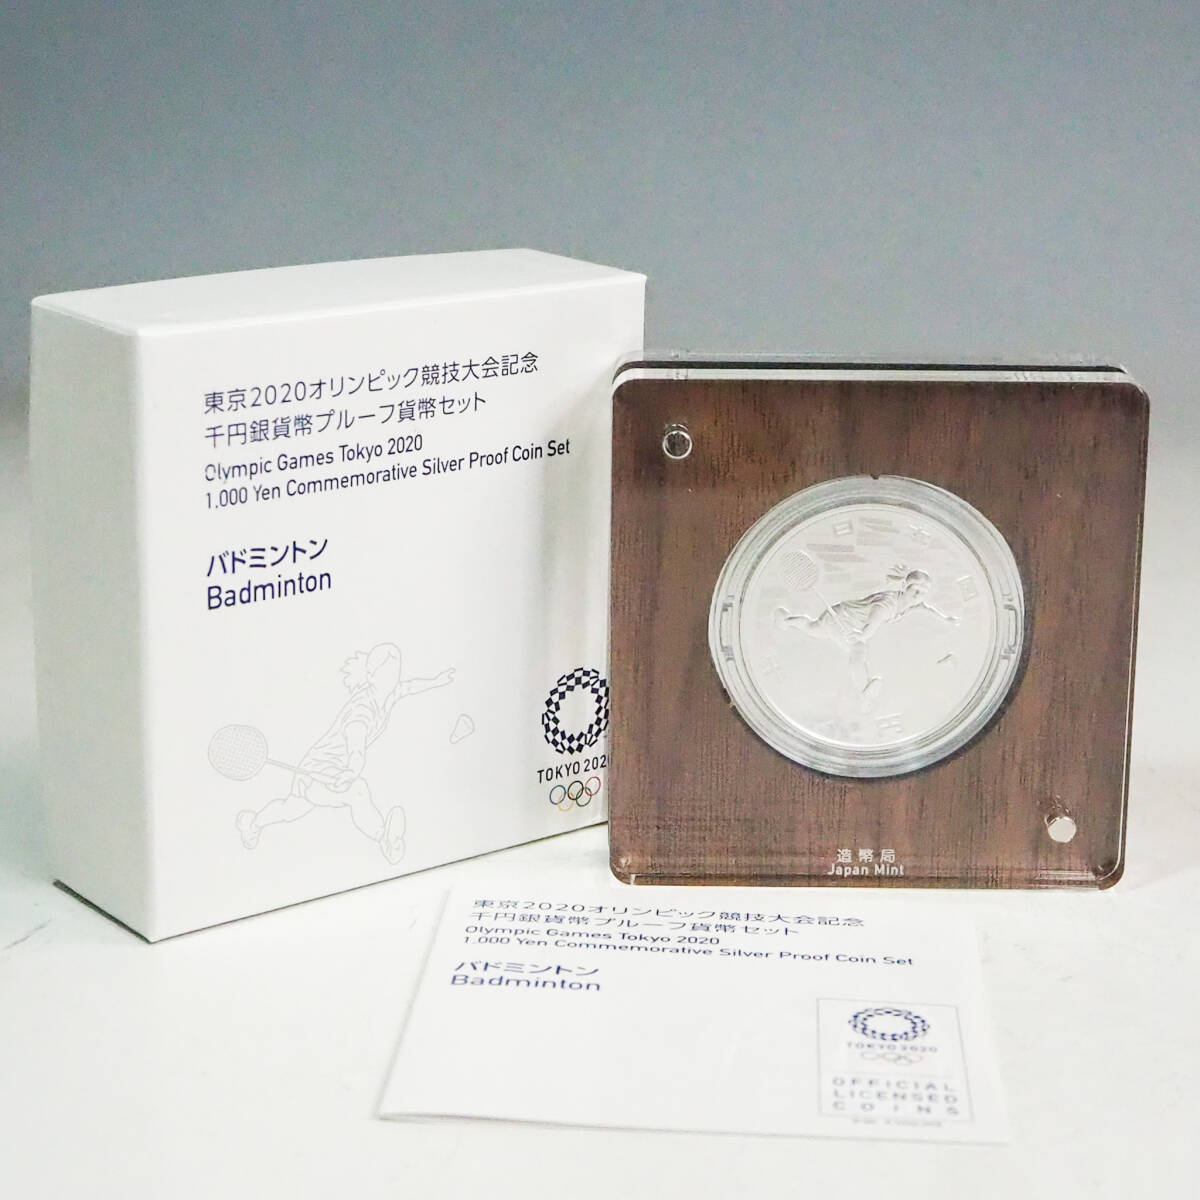 東京2020オリンピック競技大会記念
千円銀貨幣プルーフ貨幣セット
Olympic Games Tokyo 2020
1,000 Yen Commemorative Silver Proof Coin Set
バドミントン
Badminton
TOKYO 2020
日本国
千円
造幣局
Japan Mint
東京2020オリンピック競技大会記念
千円銀貨幣プルーフ貨幣セット
Olympic Games Tokyo 2020
1,000 Yen Commemorative Silver Proof Coin Set
バドミントン
Badminton
TOKYO 2020
OFFICIAL
LICENSED
COINS